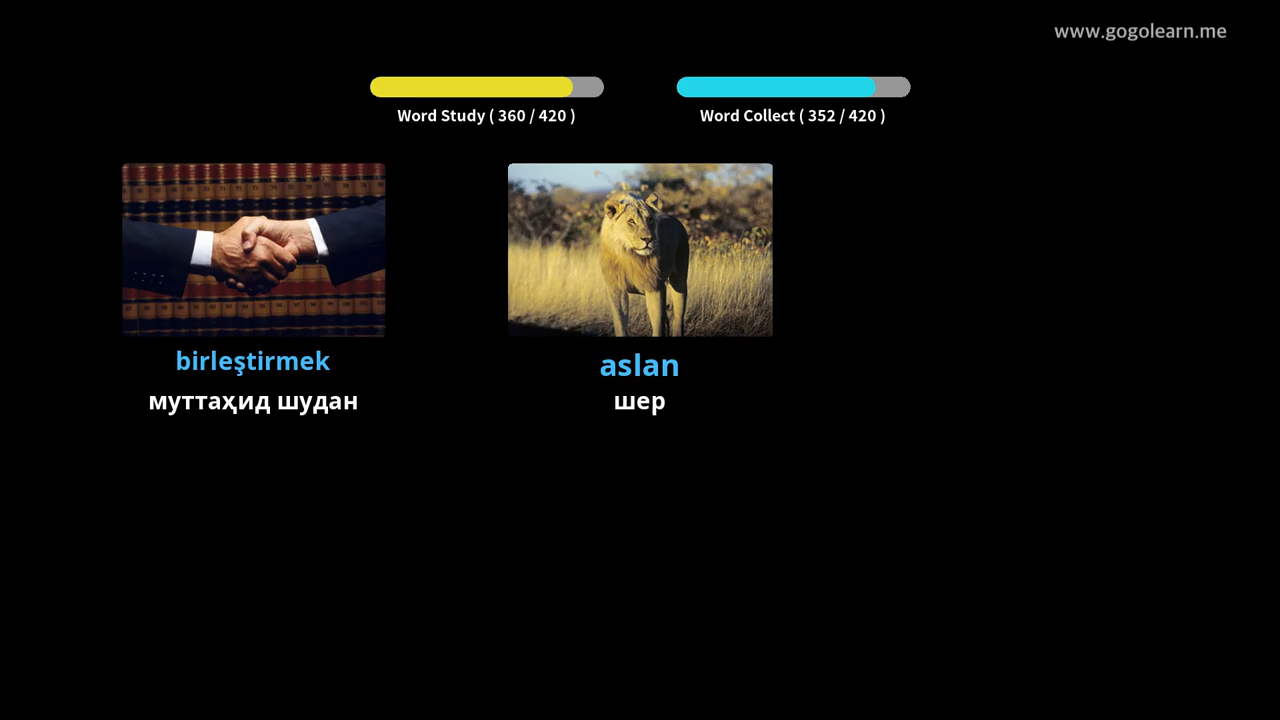 www.gogolearn.me
Word Study ( 360 / 420 )
Word Collect ( 352 / 420 )
birleştirmek
муттаҳид шудан
aslan
шер